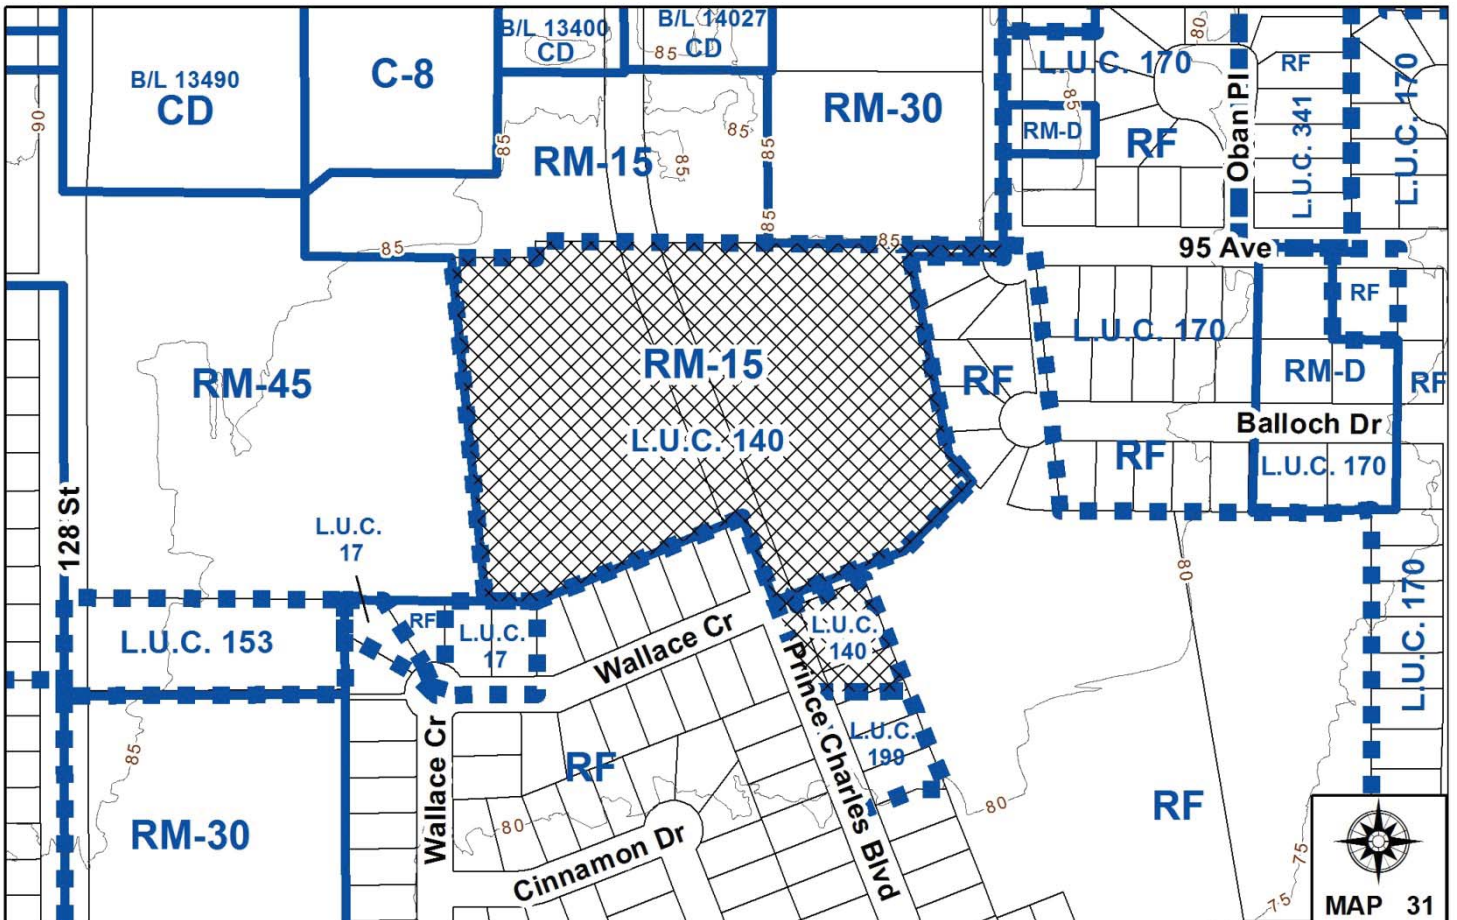 B/L 13490
CD
C-8
B/L 13400
CD
B/L 14027
CD
85
80
L.U.C. 170
RF
Oban Pl
L.U.C. 341
L.U.C. 170
90
RM-15
85
85
85
85
RM-30
85
RM-D
RF
85
85
85
95 Ave
RM-45
RM-15
L.U.C. 140
RF
L.U.C. 170
RF
RM-D
RF
Balloch Dr
RF
L.U.C. 170
128 St
L.U.C.
17
80
L.U.C. 170
L.U.C. 153
RF
L.U.C.
17
Wallace Cr
L.U.C.
140
Prince Charles Blvd
L.U.C.
199
85
Wallace Cr
RF
RM-30
80
Cinnamon Dr
80
RF
75
75
MAP 31